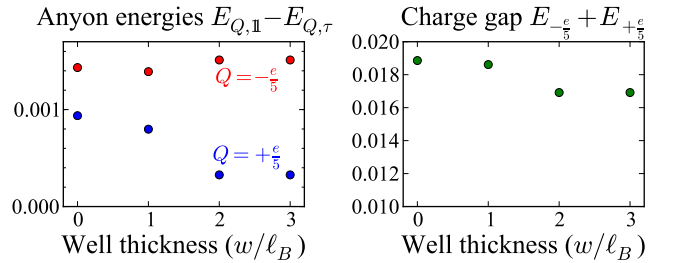 Anyon energies E_{Q,𝟙}−E_{Q,τ}
0.001
0.000
Q=−e/5
Q=+e/5
0 1 2 3
Well thickness (w/ℓ_B)
Charge gap E_{−e/5}+E_{+e/5}
0.020
0.018
0.016
0.014
0.012
0.010
0 1 2 3
Well thickness (w/ℓ_B)